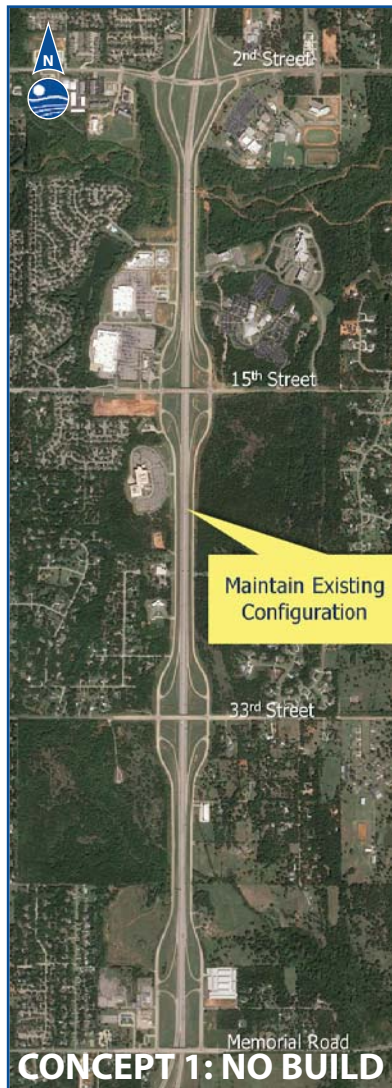 N
2nd Street
15th Street
Maintain Existing
Configuration
33rd Street
Memorial Road
CONCEPT 1: NO BUILD